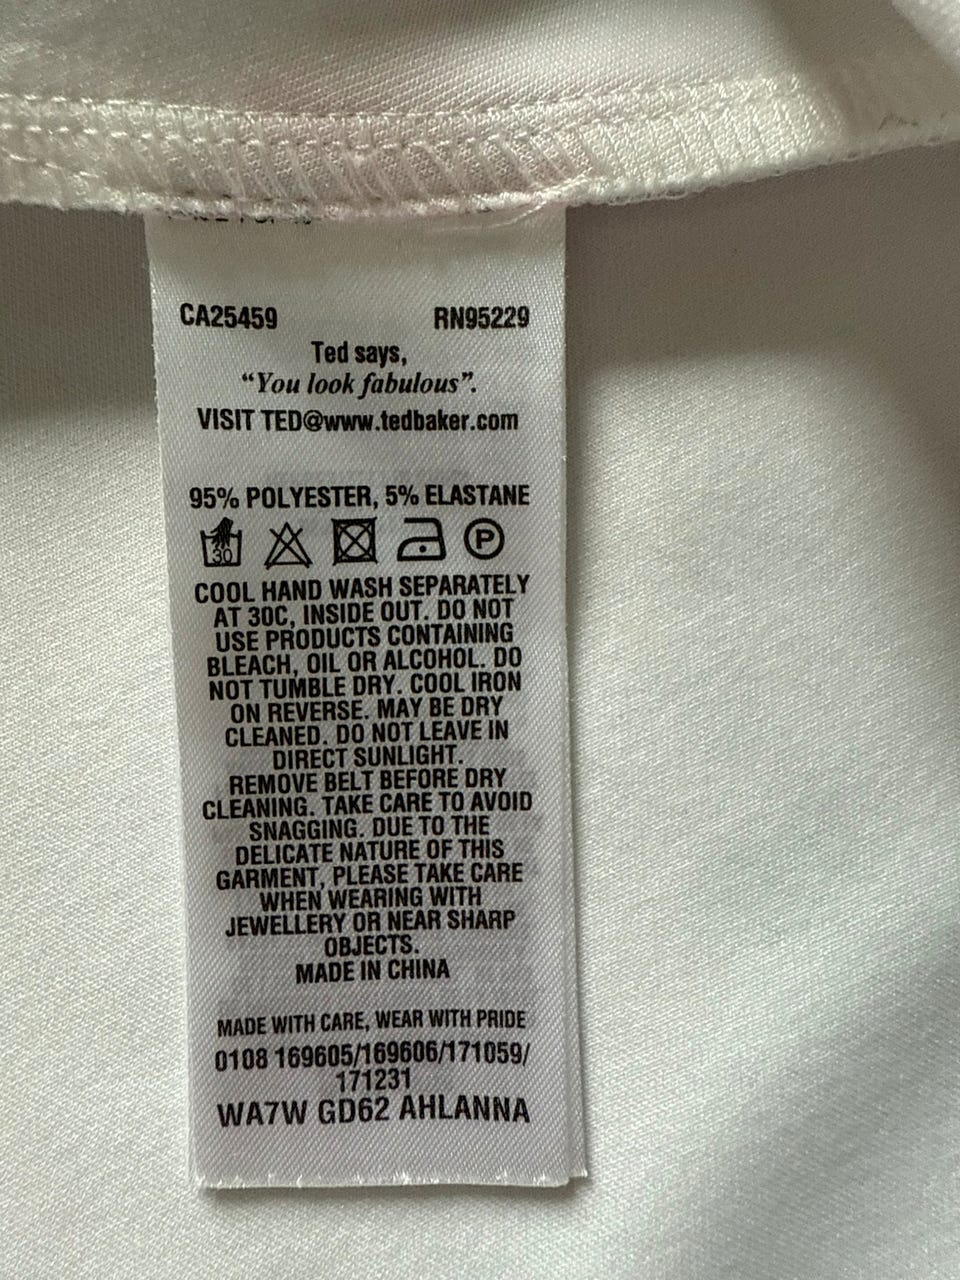 CA25459 RN95229
Ted says,
“You look fabulous”.
VISIT TED@www.tedbaker.com
95% POLYESTER, 5% ELASTANE
30 P
COOL HAND WASH SEPARATELY
AT 30C, INSIDE OUT. DO NOT
USE PRODUCTS CONTAINING
BLEACH, OIL OR ALCOHOL. DO
NOT TUMBLE DRY. COOL IRON
ON REVERSE. MAY BE DRY
CLEANED. DO NOT LEAVE IN
DIRECT SUNLIGHT.
REMOVE BELT BEFORE DRY
CLEANING. TAKE CARE TO AVOID
SNAGGING. DUE TO THE
DELICATE NATURE OF THIS
GARMENT, PLEASE TAKE CARE
WHEN WEARING WITH
JEWELLERY OR NEAR SHARP
OBJECTS.
MADE IN CHINA
MADE WITH CARE, WEAR WITH PRIDE
0108 169605/169606/171059/
171231
WA7W GD62 AHLANNA